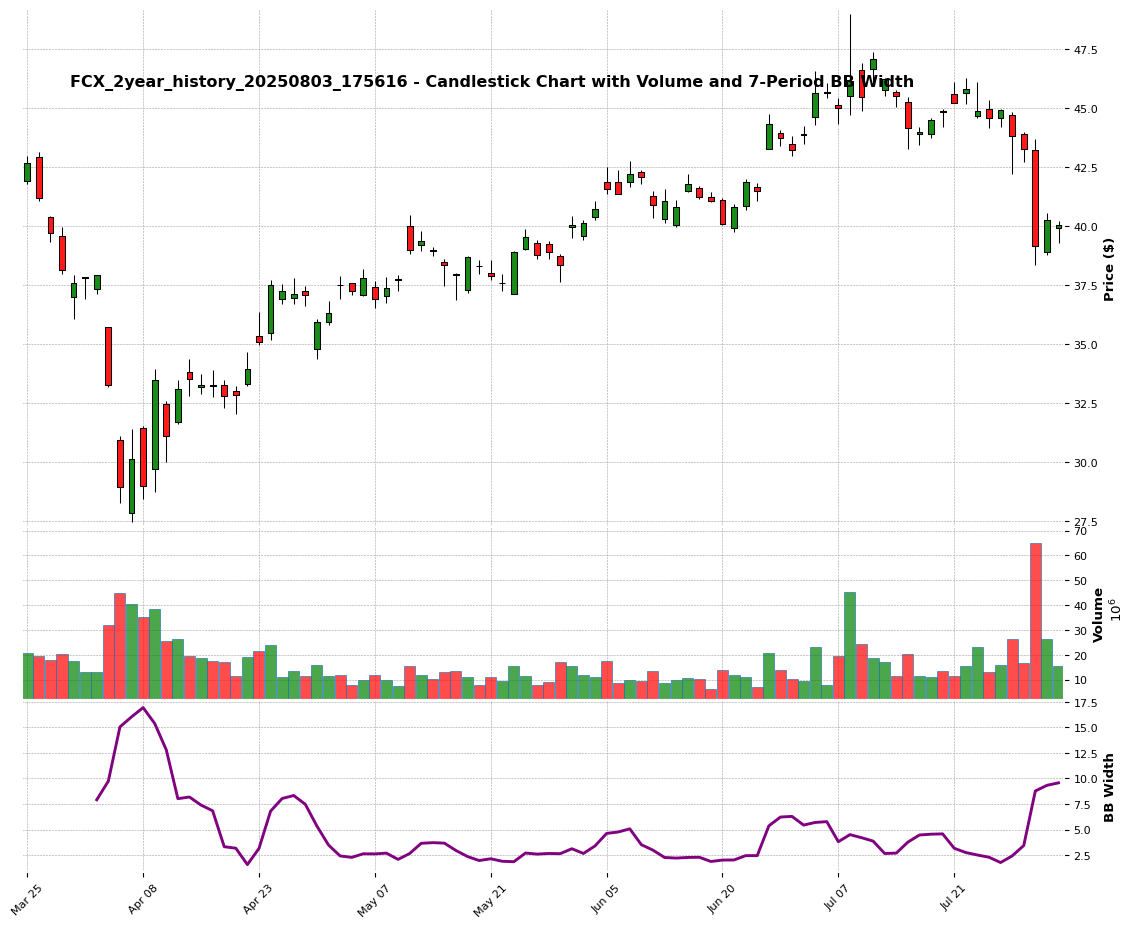 FCX_2year_history_20250803_175616 - Candlestick Chart with Volume and 7-Period BB Width
47.5
45.0
42.5
40.0
37.5
35.0
32.5
30.0
27.5
Price ($)
70
60
50
40
30
20
10
Volume
10^6
17.5
15.0
12.5
10.0
7.5
5.0
2.5
BB Width
Mar 25
Apr 08
Apr 23
May 07
May 21
Jun 05
Jun 20
Jul 07
Jul 21